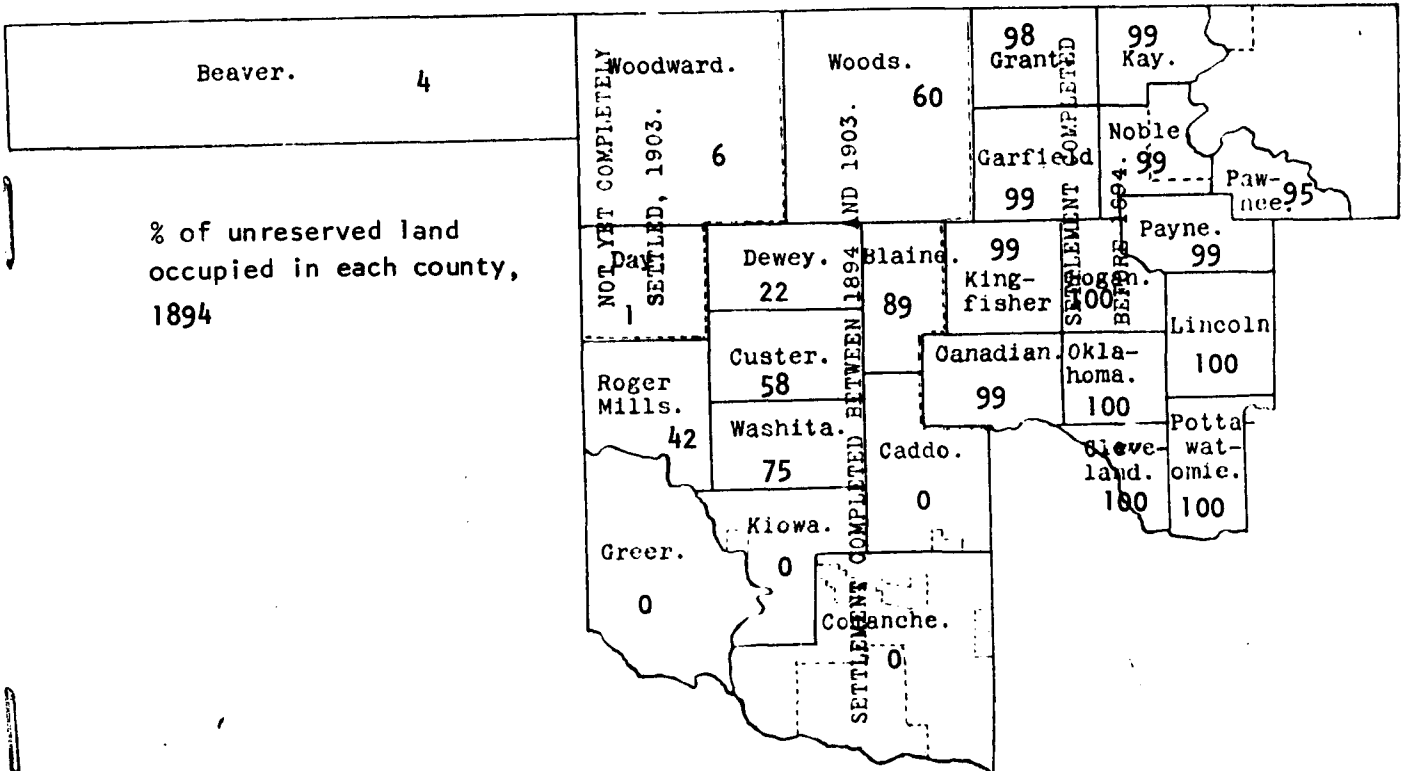 % of unreserved land
occupied in each county,
1894
Beaver.
4
Woodward.
6
Woods.
60
98
Grant
99
Kay.
Garfield
99
Noble
99
Paw-
nee.
95
Payne.
99
Day
1
Dewey.
22
Blaine.
89
99
King-
fisher
Logan.
100
Lincoln
100
Roger
Mills.
42
Custer.
58
Washita.
75
Canadian.
99
Okla-
homa.
100
Cleve-
land.
100
Potta-
wat-
omie.
100
Caddo.
0
Greer.
0
Kiowa.
0
Comanche.
0
NOT YET COMPLETELY
SETTLED, 1903.
SETTLEMENT COMPLETED BETWEEN 1894 AND 1903.
SETTLEMENT COMPLETED
BEFORE 1894.